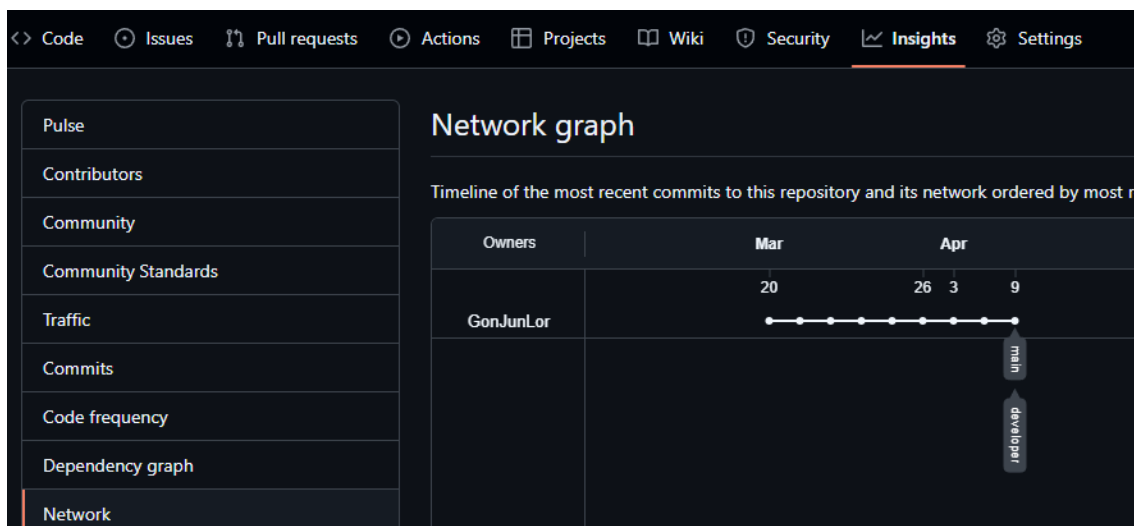 Code Issues Pull requests Actions Projects Wiki Security Insights Settings
Pulse
Contributors
Community
Community Standards
Traffic
Commits
Code frequency
Dependency graph
Network
Network graph
Timeline of the most recent commits to this repository and its network ordered by most
Owners Mar Apr
20 26 3 9
GonJunLor
main
developer